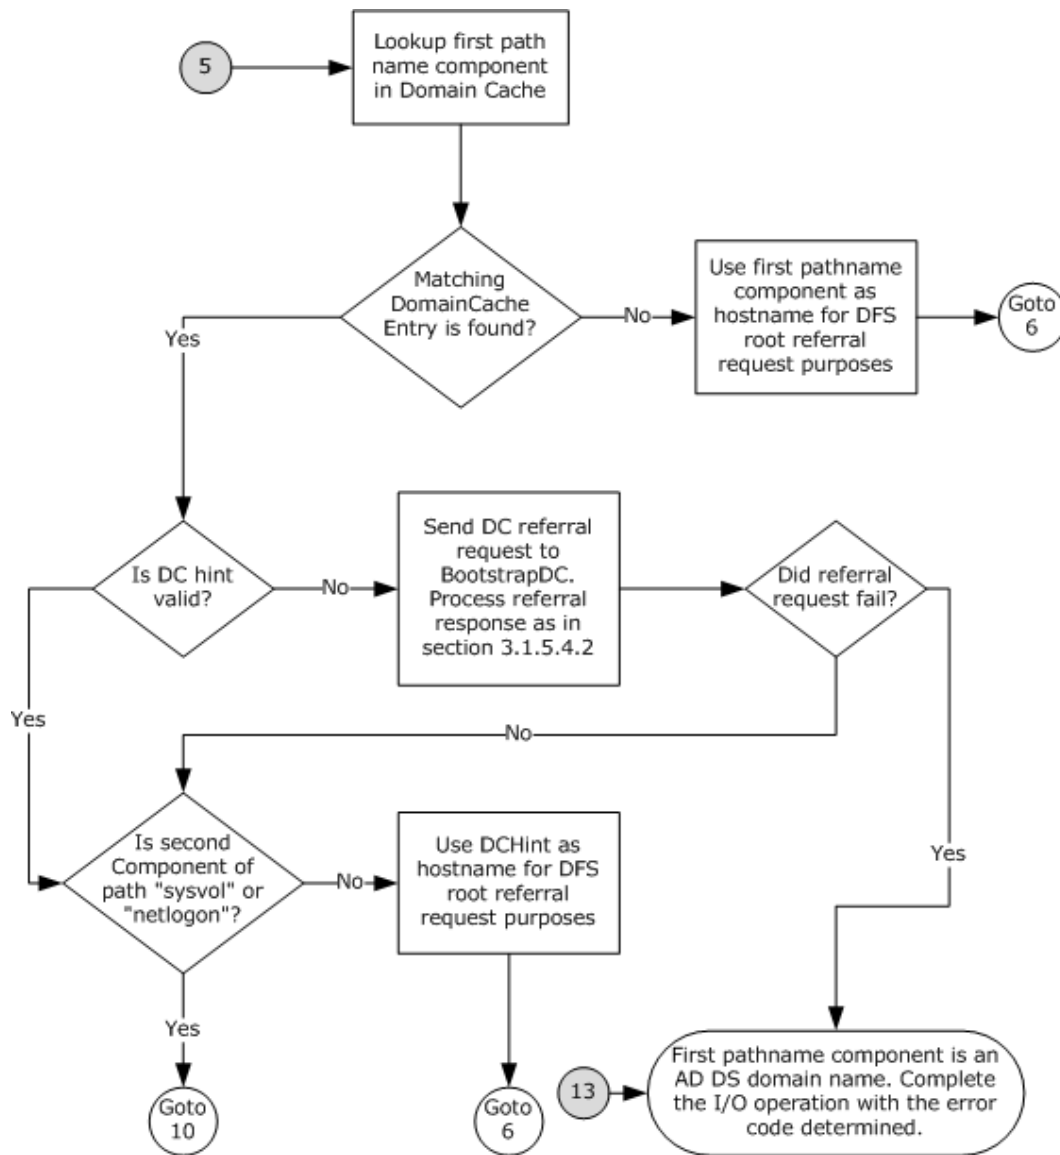 5
Lookup first path
name component
in Domain Cache
Matching
DomainCache
Entry is found?
No
Use first pathname
component as
hostname for DFS
root referral
request purposes
Goto
6
Yes
Is DC hint
valid?
No
Send DC referral
request to
BootstrapDC.
Process referral
response as in
section 3.1.5.4.2
Did referral
request fail?
Yes
No
Is second
Component of
path "sysvol" or
"netlogon"?
No
Use DCHint as
hostname for DFS
root referral
request purposes
Yes
Yes
Goto
10
Goto
6
13
First pathname component is an
AD DS domain name. Complete
the I/O operation with the error
code determined.